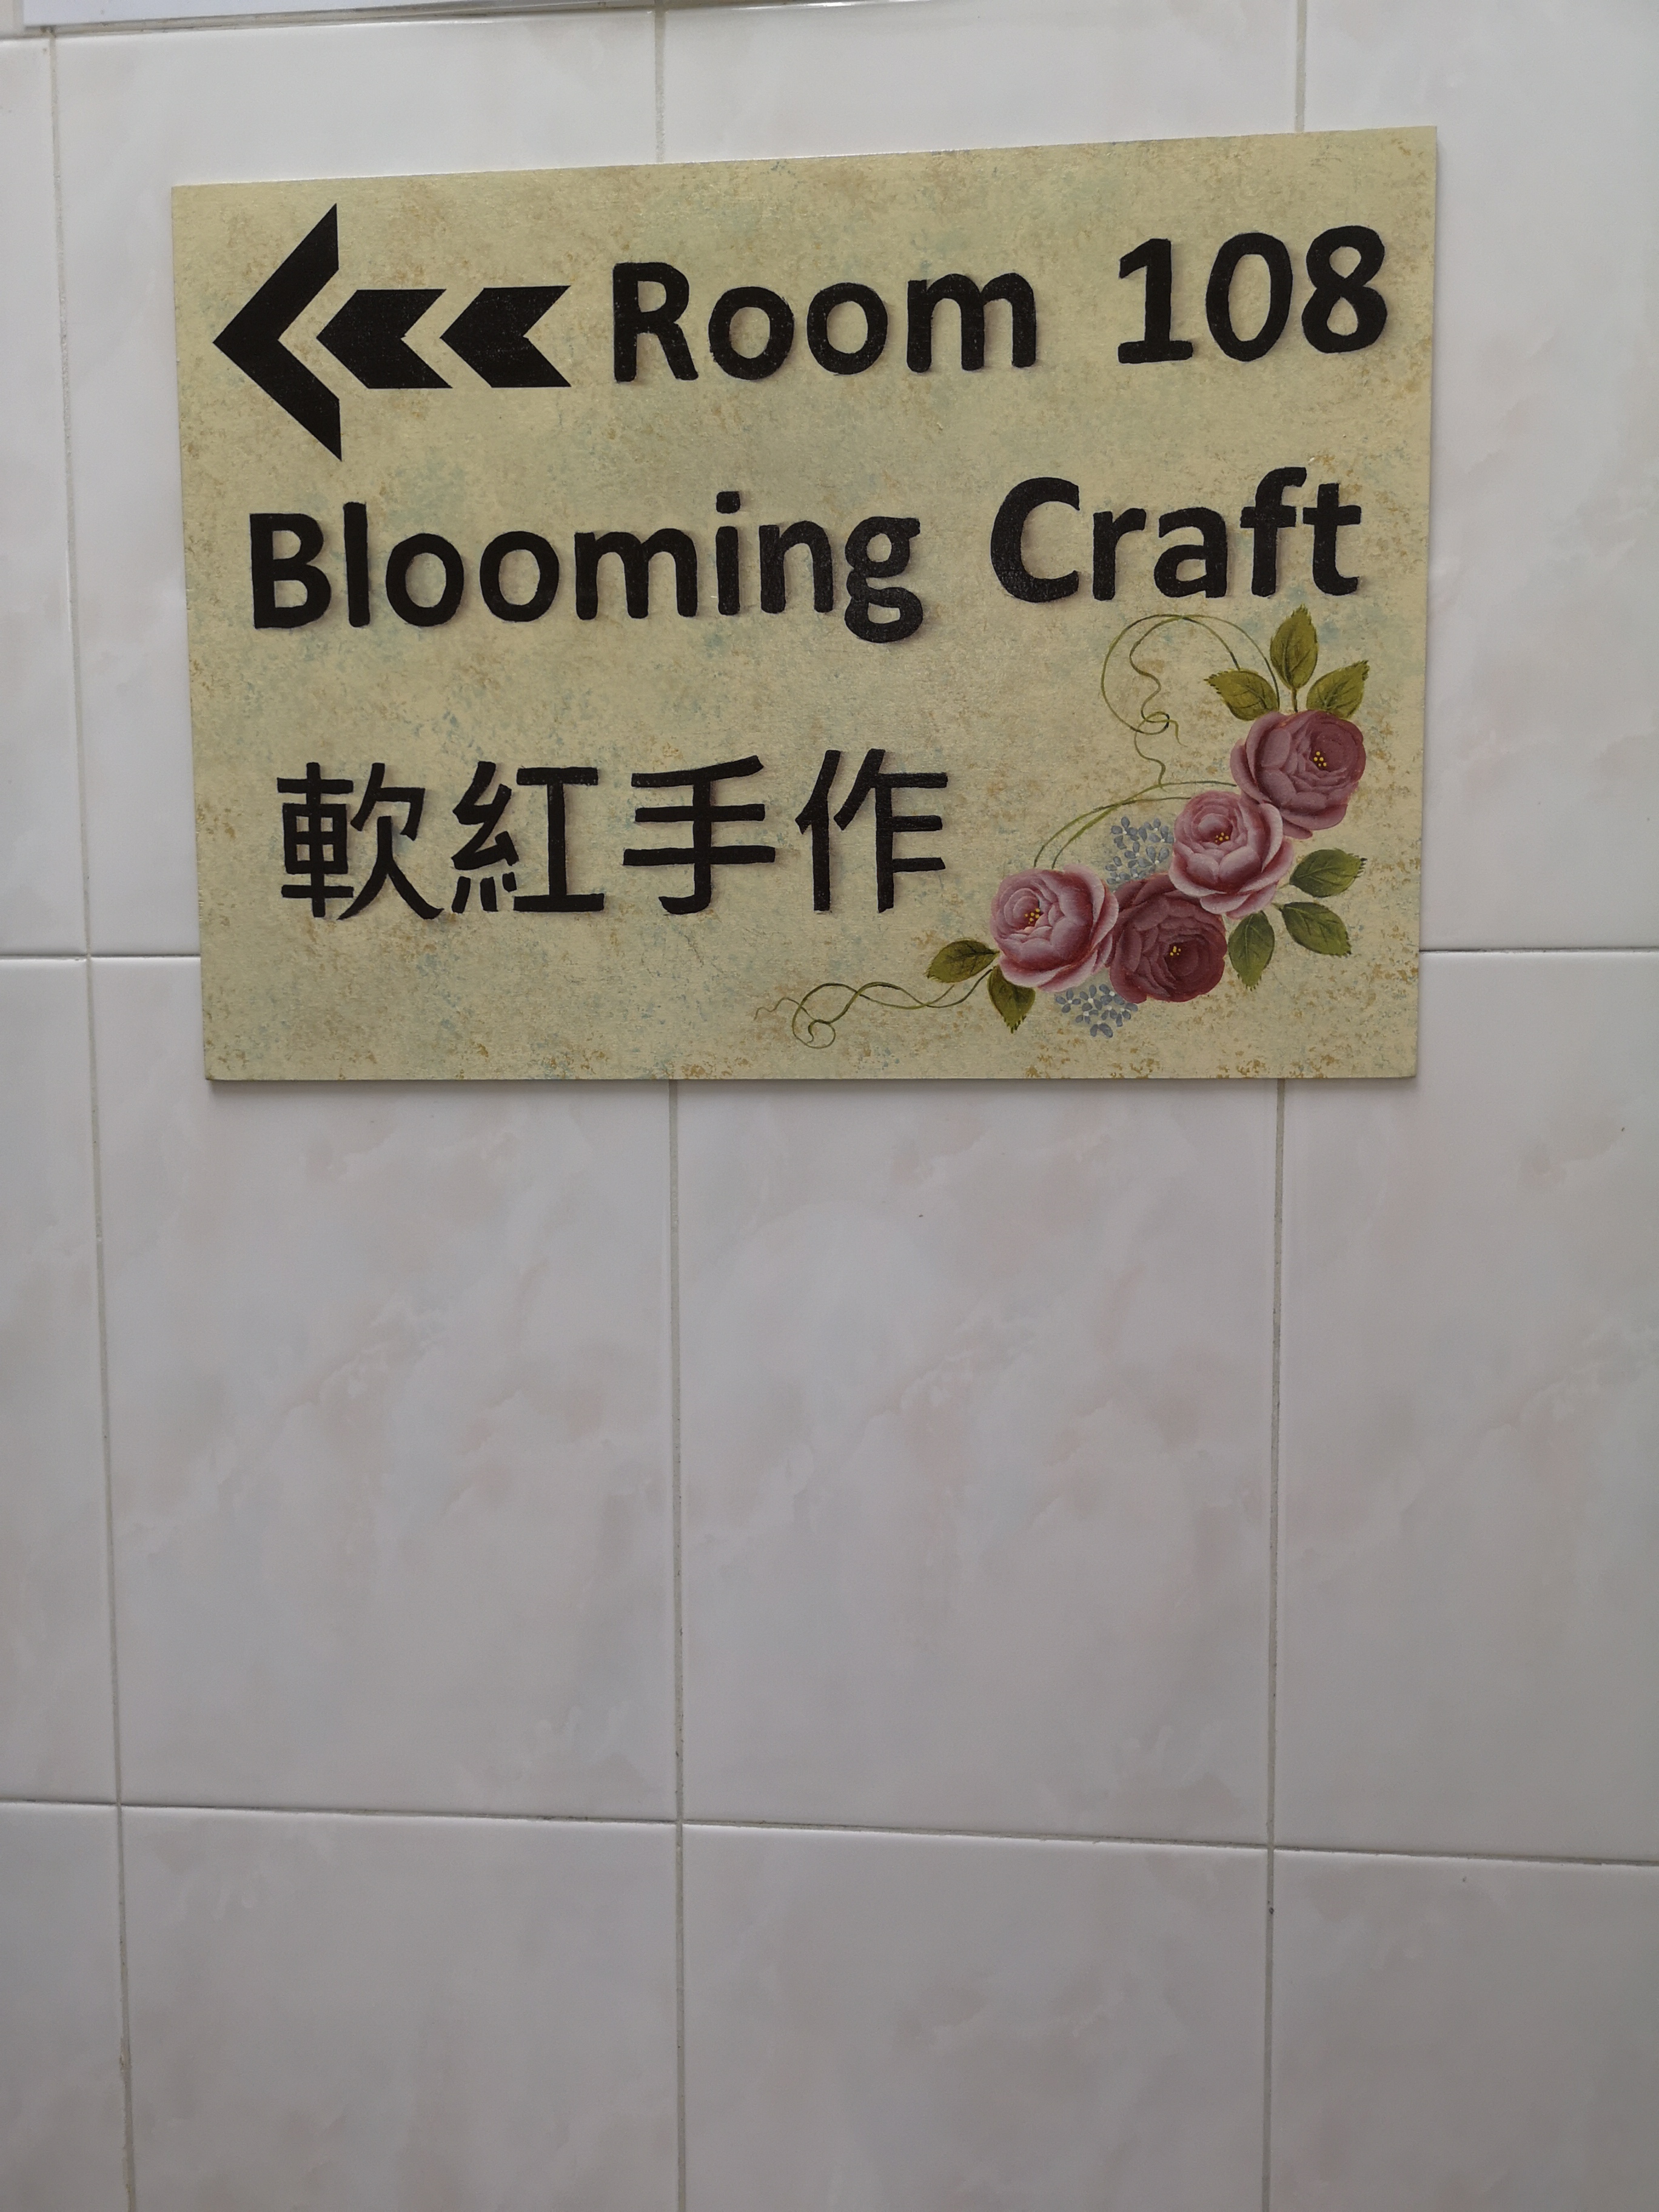 Room 108
Blooming Craft
軟紅手作